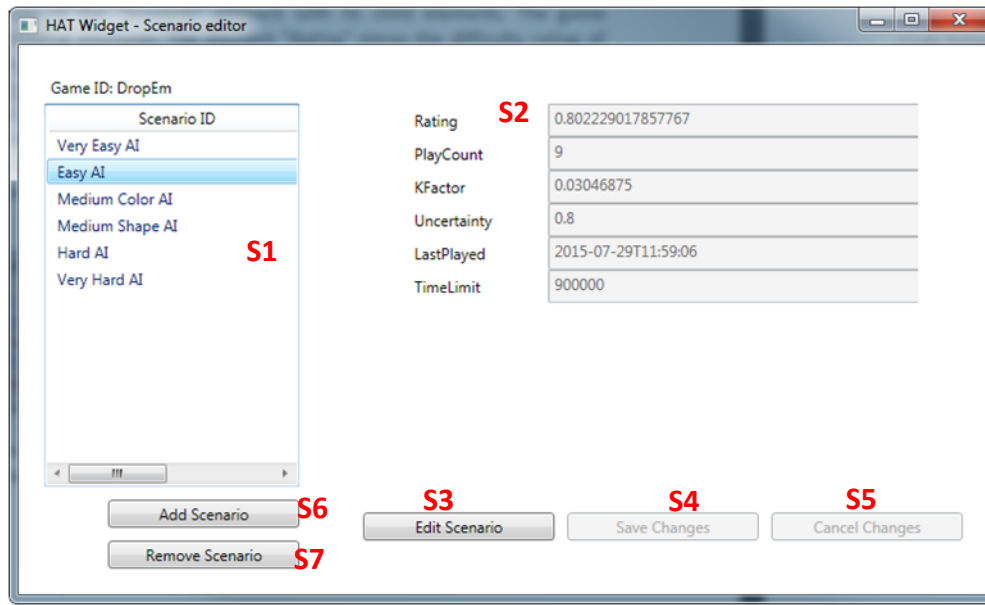 HAT Widget - Scenario editor
Game ID: DropEm
Scenario ID
Very Easy AI
Easy AI
Medium Color AI
Medium Shape AI
Hard AI
Very Hard AI
S1
Rating S2 0.802229017857767
PlayCount 9
KFactor 0.03046875
Uncertainty 0.8
LastPlayed 2015-07-29T11:59:06
TimeLimit 900000
Add Scenario S6
Remove Scenario S7
S3 S4 S5
Edit Scenario Save Changes Cancel Changes